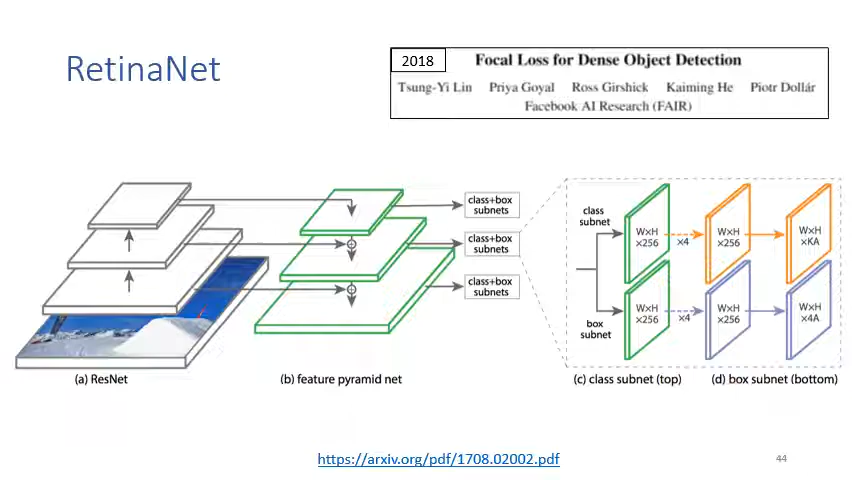 RetinaNet
2018
Focal Loss for Dense Object Detection
Tsung-Yi Lin Priya Goyal Ross Girshick Kaiming He Piotr Dollár
Facebook AI Research (FAIR)
class+box
subnets
class+box
subnets
class+box
subnets
class
subnet
box
subnet
W×H
×256
×4
W×H
×256
W×H
×KA
W×H
×256
×4
W×H
×256
W×H
×4A
(a) ResNet
(b) feature pyramid net
(c) class subnet (top)
(d) box subnet (bottom)
https://arxiv.org/pdf/1708.02002.pdf
44